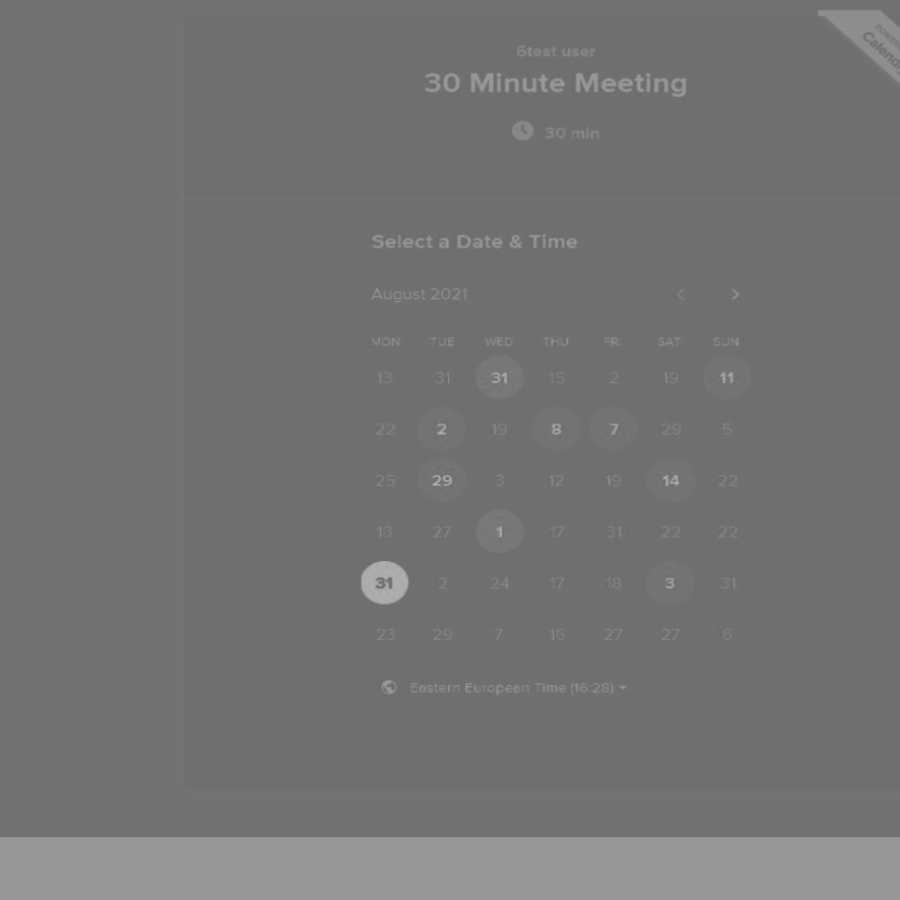 6test user
30 Minute Meeting
30 min
Select a Date & Time
August 2021
MON TUE WED THU FRI SAT SUN
13 31 31 15 2 19 11
22 2 19 8 7 29 5
25 29 3 12 19 14 22
13 27 1 17 31 22 22
31 2 24 17 18 3 31
23 29 7 15 27 27 6
Eastern European Time (16:28)